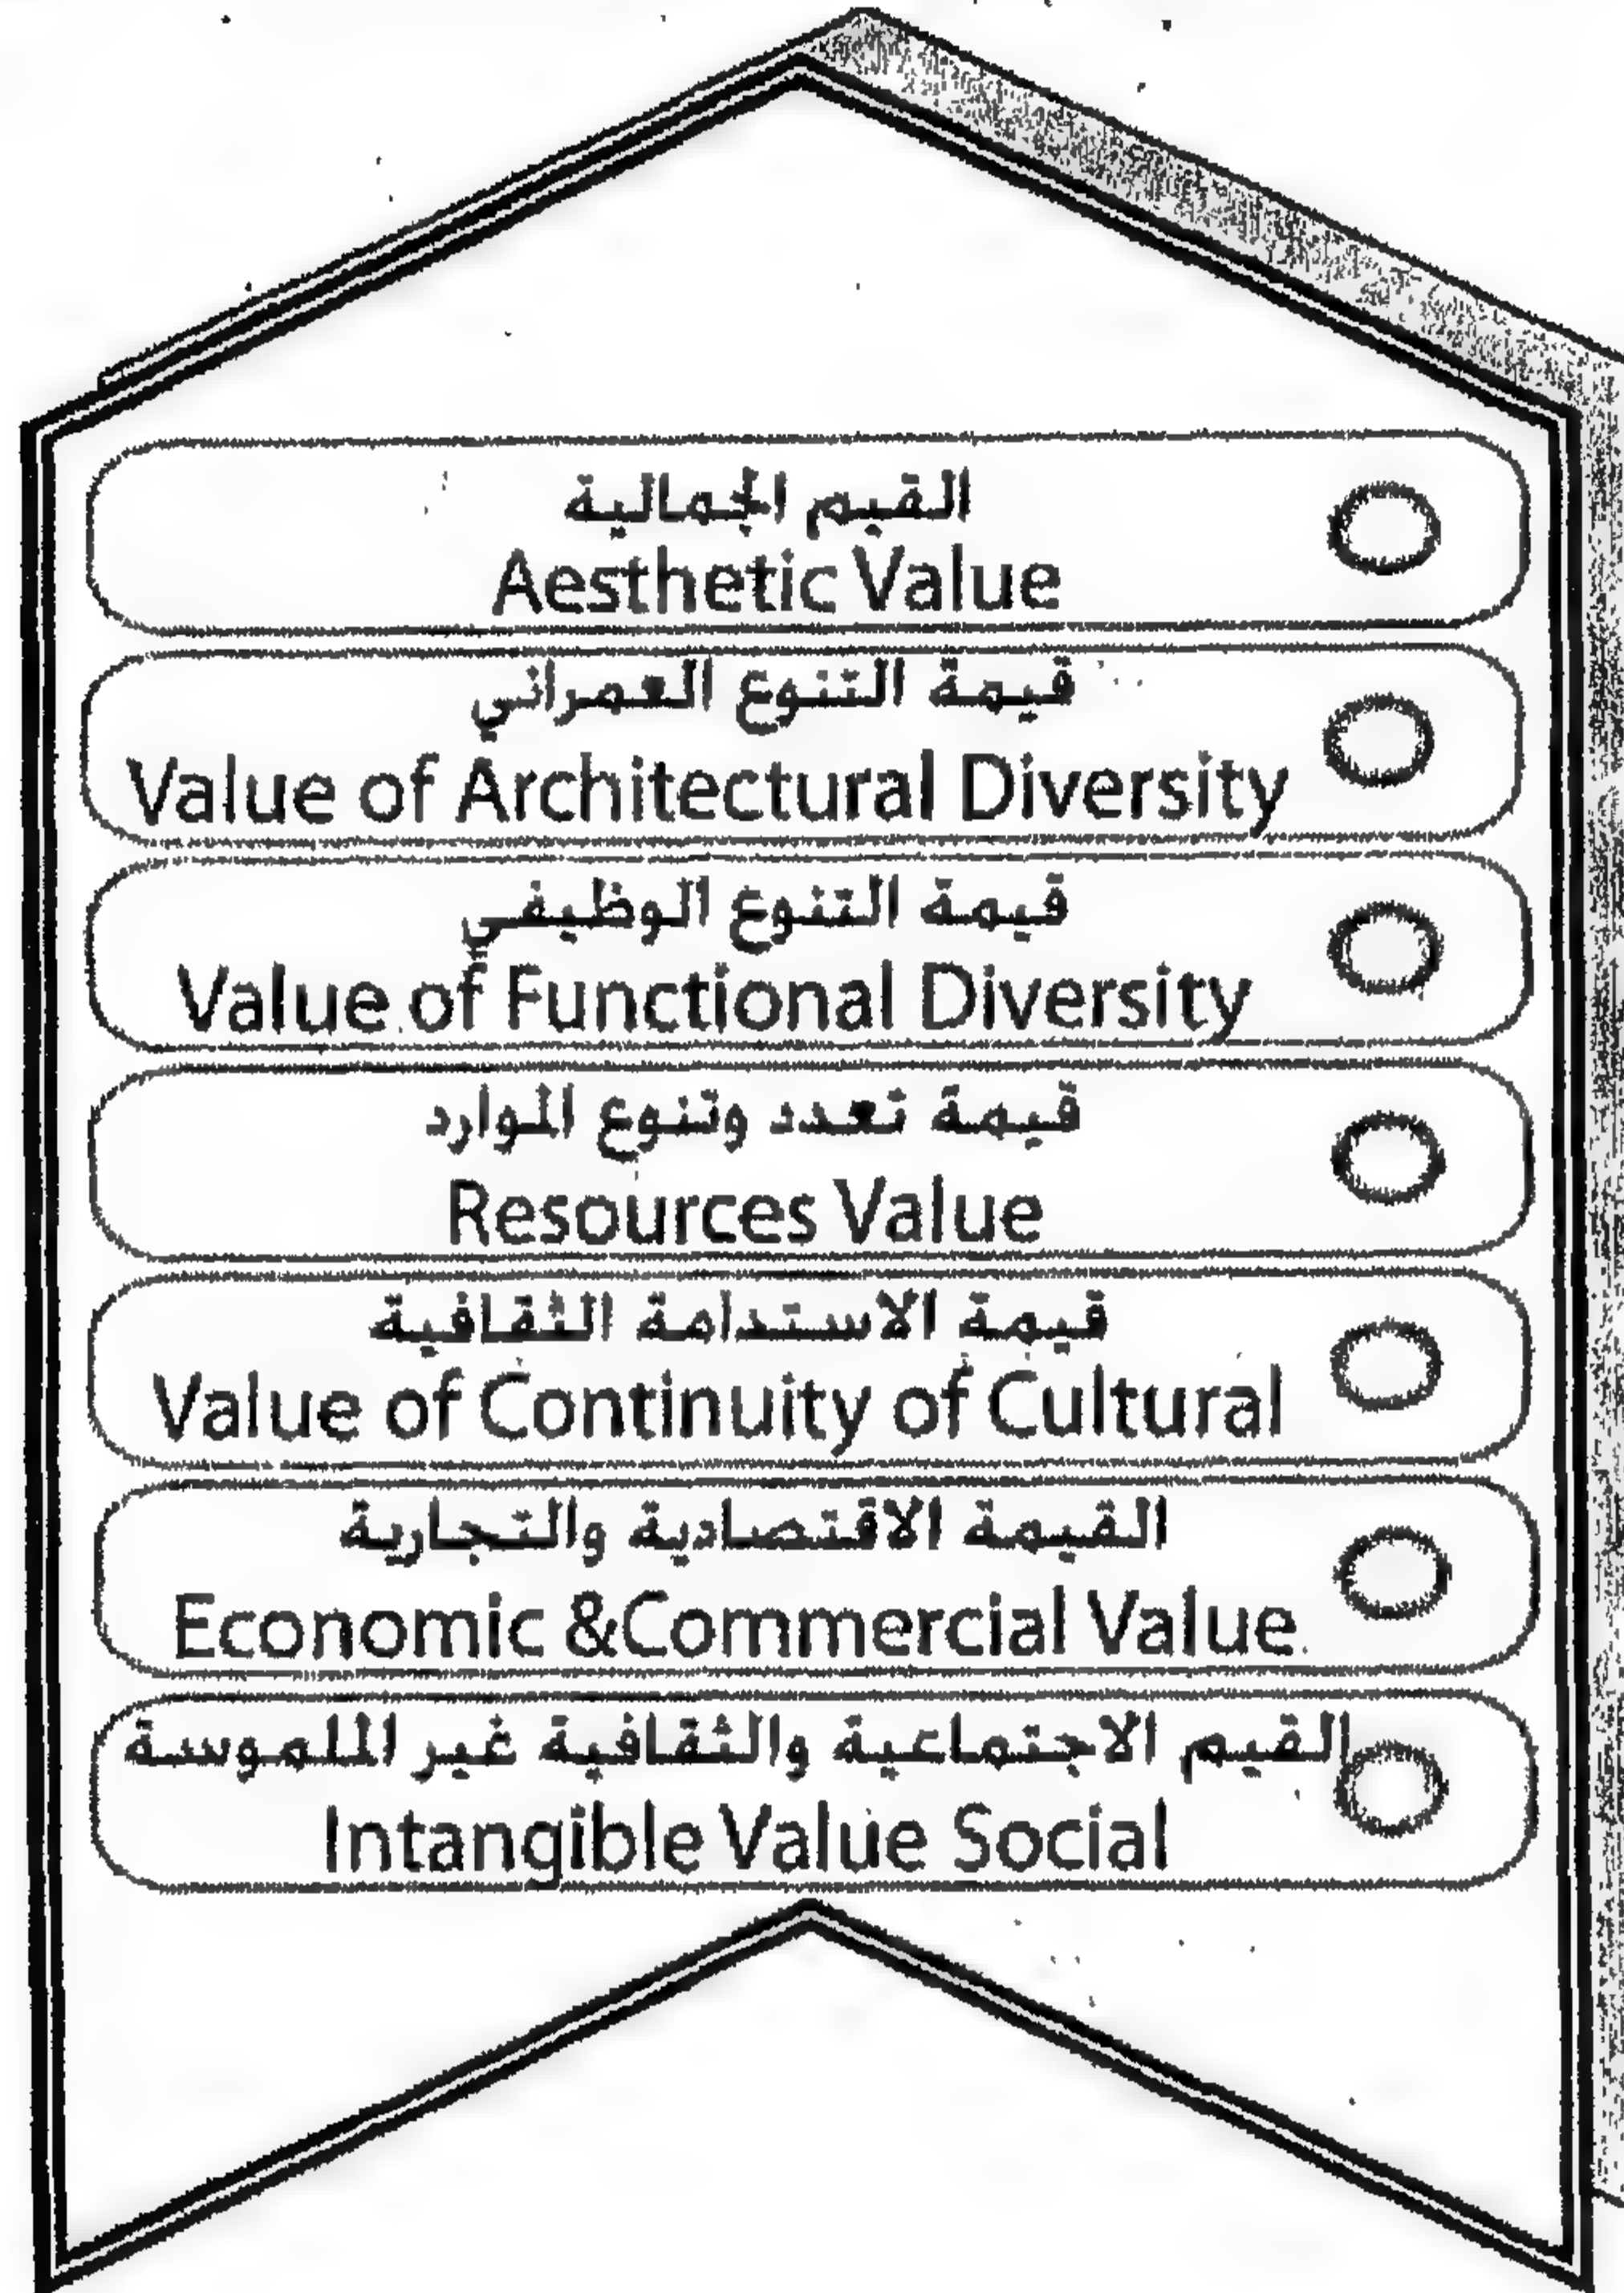 القيم الجمالية
Aesthetic Value
قيمة التنوع العمراني
Value of Architectural Diversity
قيمة التنوع الوظيفي
Value of Functional Diversity
قيمة تعدد وتنوع الموارد
Resources Value
قيمة الاستدامة الثقافية
Value of Continuity of Cultural
القيمة الاقتصادية والتجارية
Economic &Commercial Value
القيم الاجتماعية والثقافية غير الملموسة
Intangible Value Social